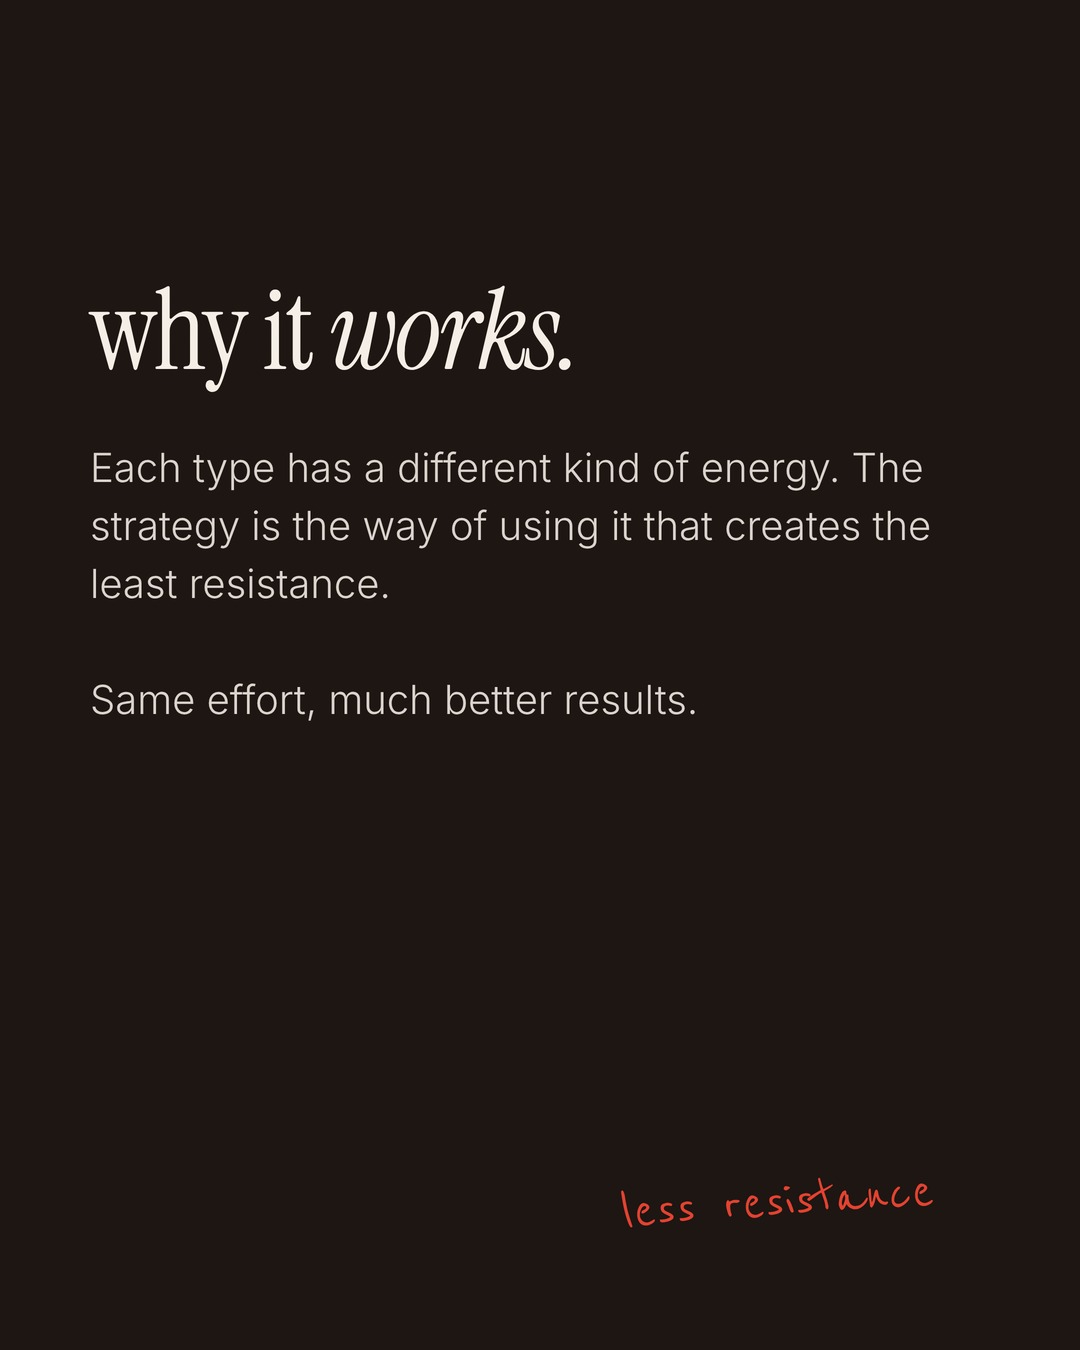 why it works.
Each type has a different kind of energy. The
strategy is the way of using it that creates the
least resistance.
Same effort, much better results.
less resistance